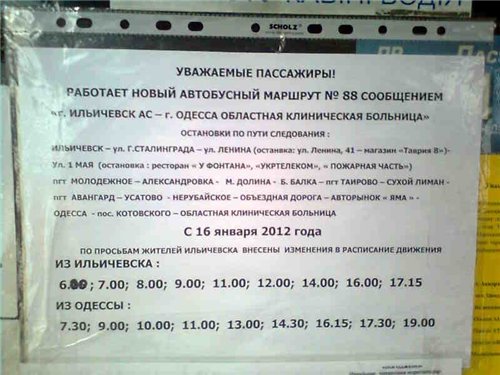 SCHOLZ
УВАЖАЕМЫЕ ПАССАЖИРЫ!
РАБОТАЕТ НОВЫЙ АВТОБУСНЫЙ МАРШРУТ № 88 СООБЩЕНИЕМ
«г. ИЛЬИЧЕВСК АС – г. ОДЕССА ОБЛАСТНАЯ КЛИНИЧЕСКАЯ БОЛЬНИЦА»
ОСТАНОВКИ ПО ПУТИ СЛЕДОВАНИЯ :
ИЛЬИЧЕВСК – ул. Г.СТАЛИНГРАДА – ул. ЛЕНИНА (останвка: ул. Ленина, 41 – магазин «Таврия 8»)-
Ул. 1 МАЯ (остановка : ресторан « У ФОНТАНА», «УКРТЕЛЕКОМ», « ПОЖАРНАЯ ЧАСТЬ»)
пгт МОЛОДЕЖНОЕ – АЛЕКСАНДРОВКА - М. ДОЛИНА - Б. БАЛКА – пгт ТАИРОВО – СУХОЙ ЛИМАН -
пгт АВАНГАРД – УСАТОВО - НЕРУБАЙСКОЕ – ОБЪЕЗДНАЯ ДОРОГА – АВТОРЫНОК « ЯМА » -
ОДЕССА - пос. КОТОВСКОГО – ОБЛАСТНАЯ КЛИНИЧЕСКАЯ БОЛЬНИЦА
С 16 января 2012 года
ПО ПРОСЬБАМ ЖИТЕЛЕЙ ИЛЬИЧЕВСКА ВНЕСЕНЫ ИЗМЕНЕНИЯ В РАСПИСАНИЕ ДВИЖЕНИЯ
ИЗ ИЛЬИЧЕВСКА :
6.00 ; 7.00; 8.00; 9.00; 11.00; 12.00; 14.00; 16.00; 17.15
ИЗ ОДЕССЫ :
7.30; 9.00; 10.00; 11.00; 13.00; 14.30; 16.15; 17.30; 19.00